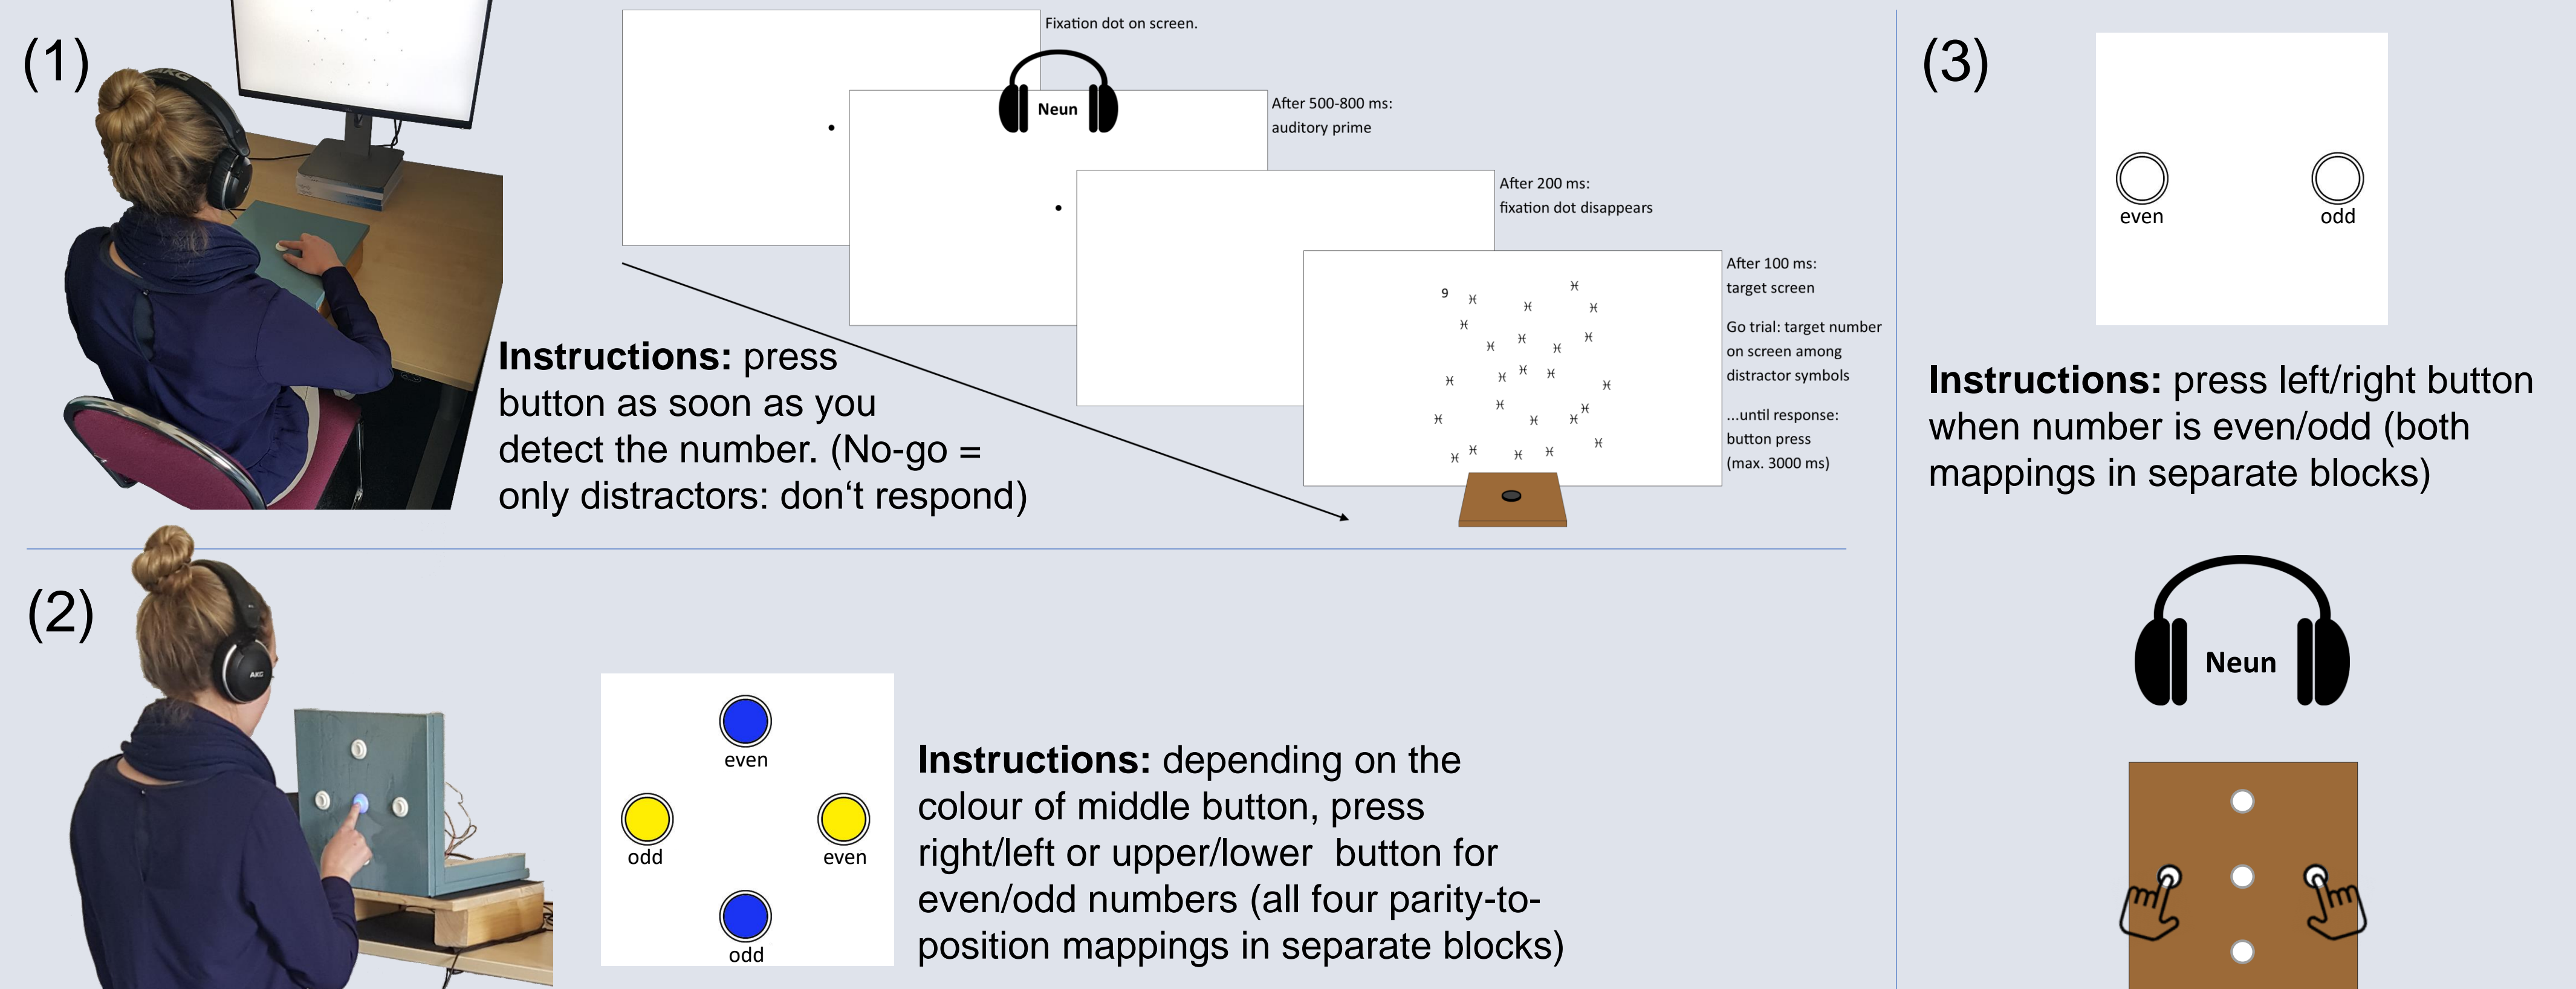 (1)
AKG
Fixation dot on screen.
Neun
After 500-800 ms:
auditory prime
After 200 ms:
fixation dot disappears
After 100 ms:
target screen
Go trial: target number
on screen among
distractor symbols
...until response:
button press
(max. 3000 ms)
9
Instructions: press
button as soon as you
detect the number. (No-go =
only distractors: don‘t respond)
(2)
AKG
even
odd
even
odd
Instructions: depending on the
colour of middle button, press
right/left or upper/lower button for
even/odd numbers (all four parity-to-
position mappings in separate blocks)
(3)
even
odd
Instructions: press left/right button
when number is even/odd (both
mappings in separate blocks)
Neun